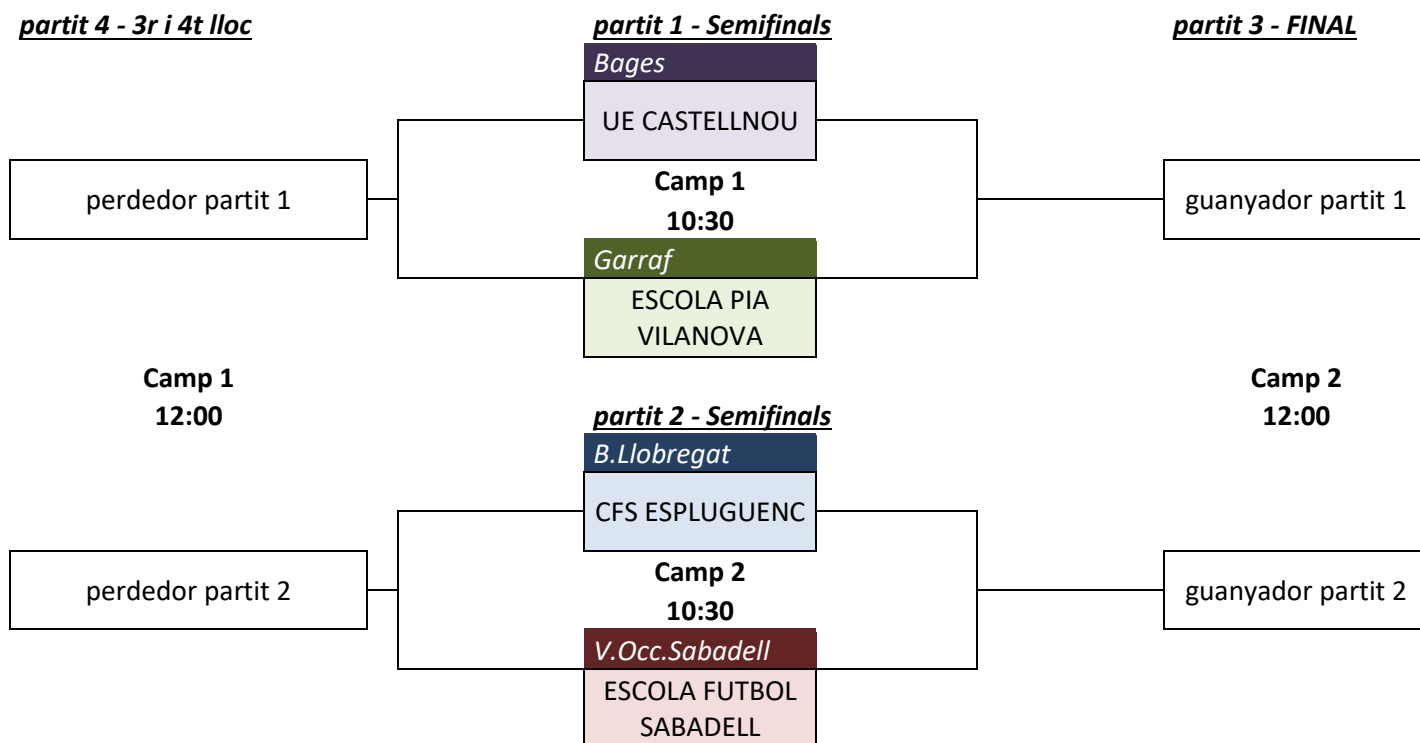 partit 4 - 3r i 4t lloc
partit 1 - Semifinals
partit 3 - FINAL
Bages
UE CASTELLNOU
perdedor partit 1
Camp 1
10:30
guanyador partit 1
Garraf
ESCOLA PIA
VILANOVA
Camp 1
12:00
Camp 2
12:00
partit 2 - Semifinals
B.Llobregat
CFS ESPLUGUENC
perdedor partit 2
Camp 2
10:30
guanyador partit 2
V.Occ.Sabadell
ESCOLA FUTBOL
SABADELL